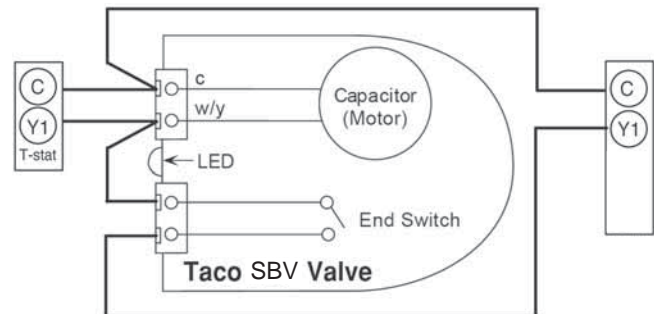 C
Y1
T-stat
c
w/y
LED
Capacitor
(Motor)
End Switch
Taco SBV Valve
C
Y1